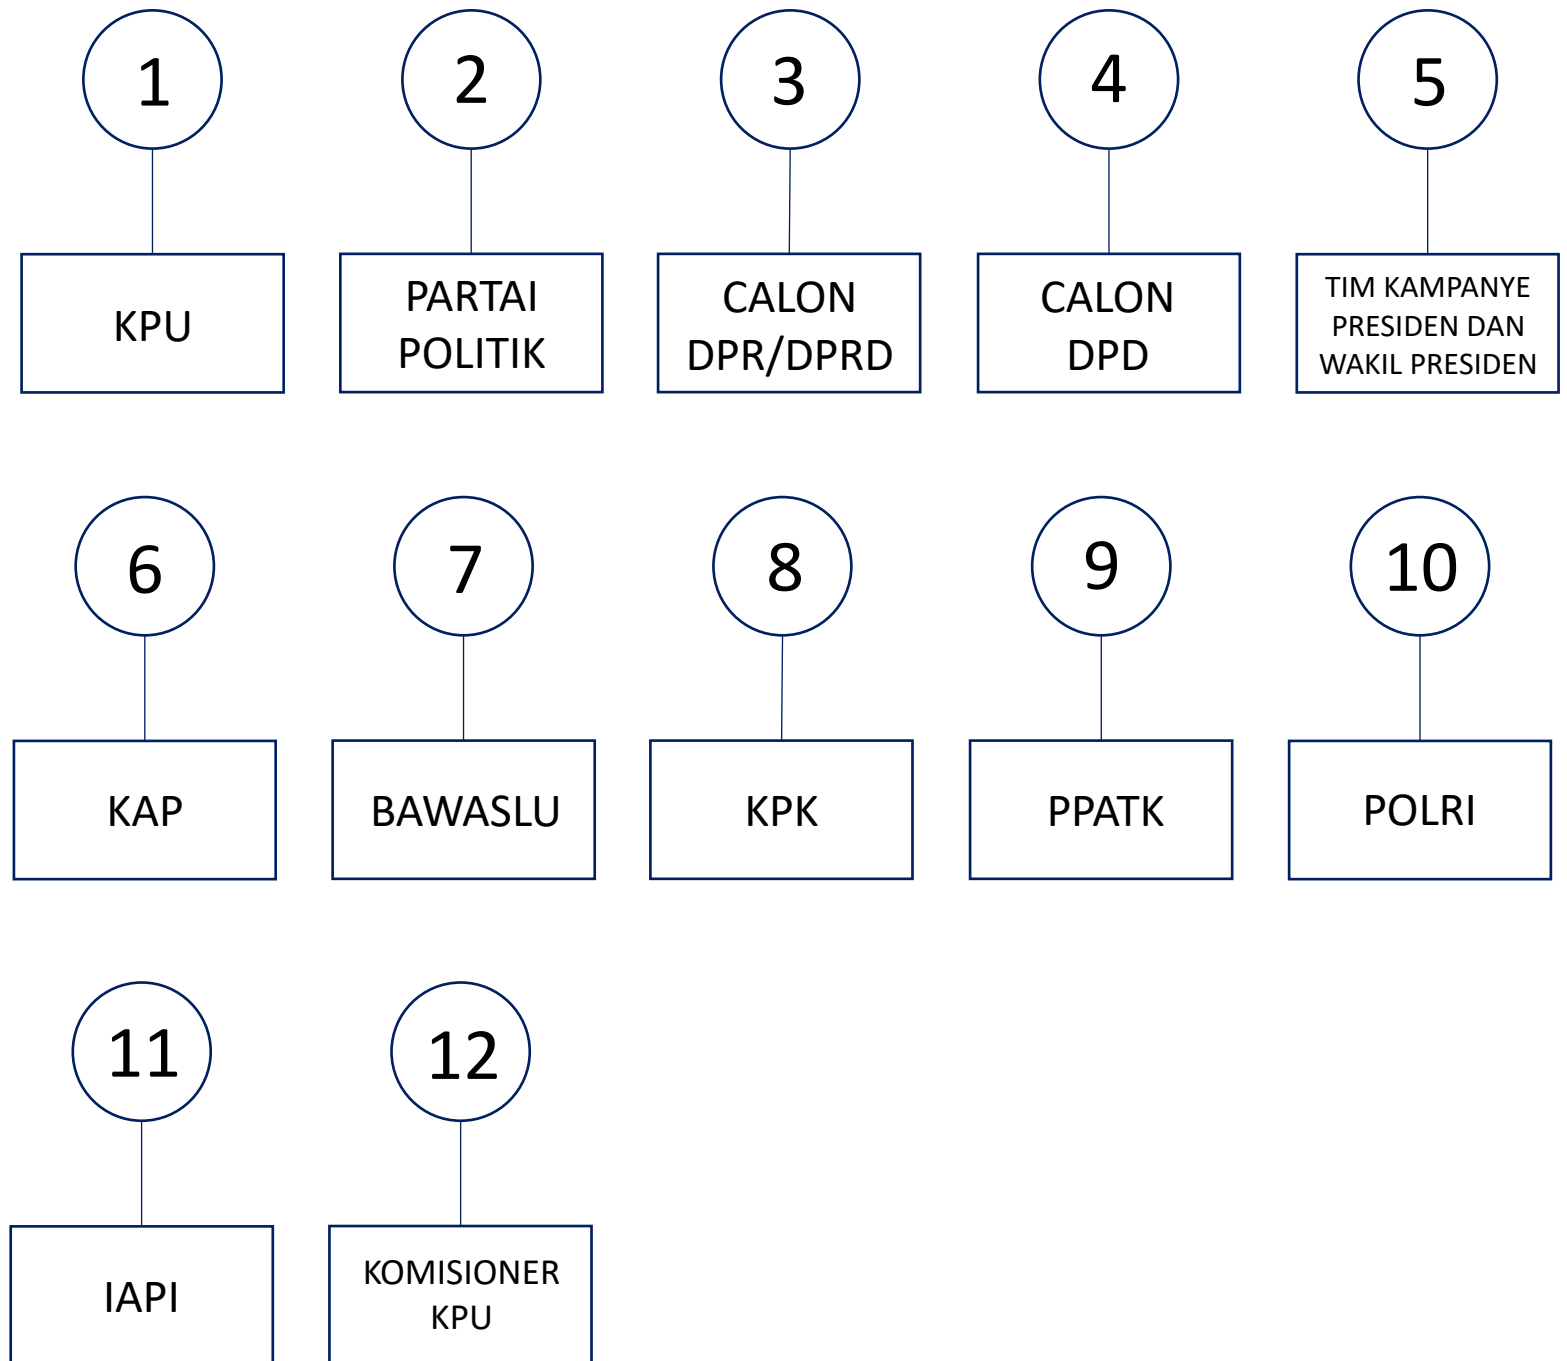 1
KPU
2
PARTAI
POLITIK
3
CALON
DPR/DPRD
4
CALON
DPD
5
TIM KAMPANYE
PRESIDEN DAN
WAKIL PRESIDEN
6
KAP
7
BAWASLU
8
KPK
9
PPATK
10
POLRI
11
IAPI
12
KOMISIONER
KPU